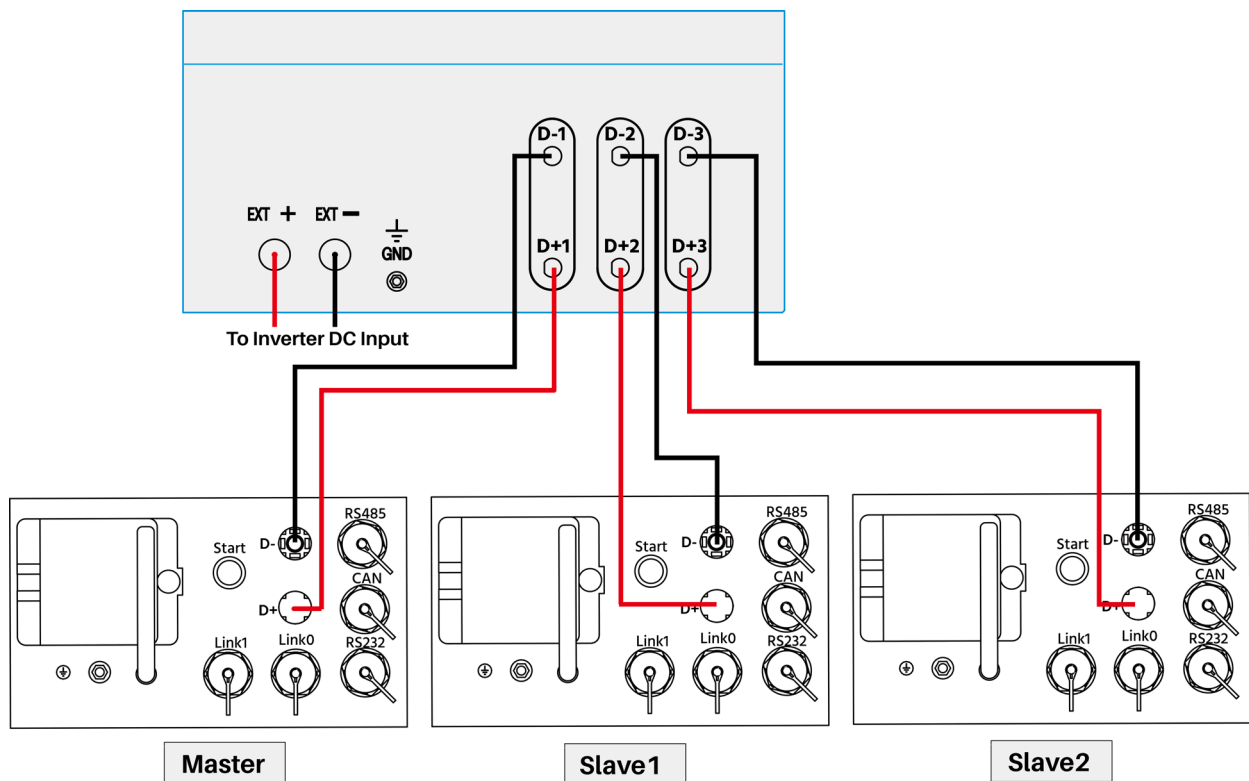 D-1 D-2 D-3
EXT + EXT -
GND
D+1 D+2 D+3
To Inverter DC Input
RS485
Start
D-
CAN
D+
Link1 Link0 RS232
RS485
Start
D-
CAN
D+
Link1 Link0 RS232
RS485
Start
D-
CAN
D+
Link1 Link0 RS232
Master
Slave1
Slave2